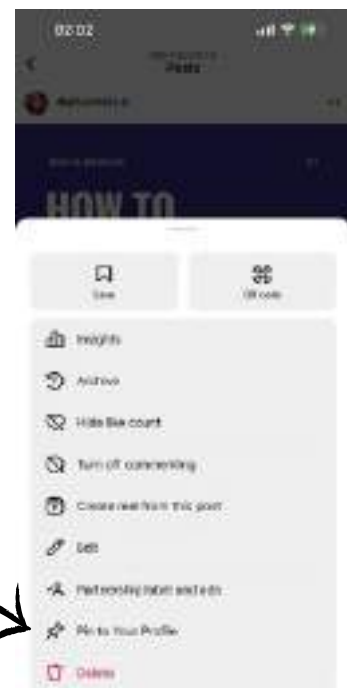 02:02
Posts
HOW TO
Save
QR code
Insights
Archive
Hide like count
Turn off commenting
Create reel from this post
Edit
Partnership label and ads
Pin to Your Profile
Delete